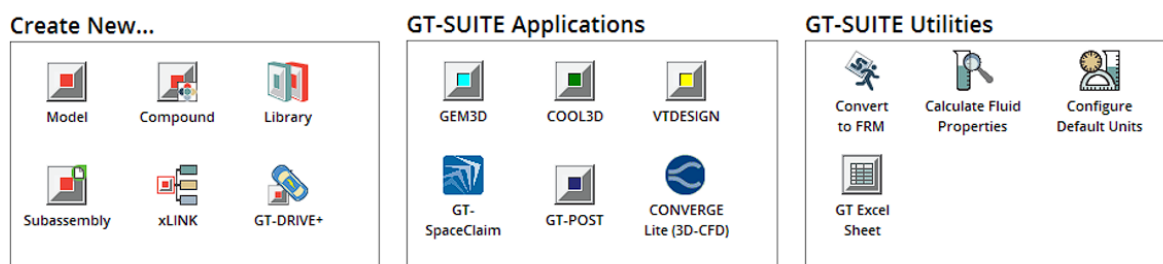 Create New...
Model
Compound
Library
Subassembly
xLINK
GT-DRIVE+
GT-SUITE Applications
GEM3D
COOL3D
VTDESIGN
GT-
SpaceClaim
GT-POST
CONVERGE
Lite (3D-CFD)
GT-SUITE Utilities
Convert
to FRM
Calculate Fluid
Properties
Configure
Default Units
GT Excel
Sheet